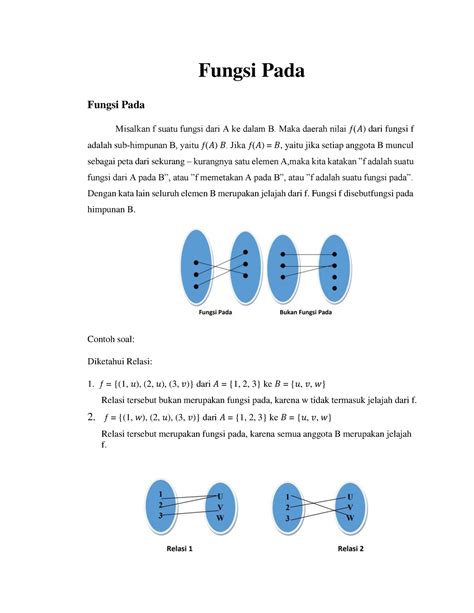 Fungsi Pada
Fungsi Pada
Misalkan f suatu fungsi dari A ke dalam B. Maka daerah nilai f(A) dari fungsi f
adalah sub-himpunan B, yaitu f(A) B. Jika f(A) = B, yaitu jika setiap anggota B muncul
sebagai peta dari sekurang – kurangnya satu elemen A,maka kita katakan "f adalah suatu
fungsi dari A pada B", atau "f memetakan A pada B", atau "f adalah suatu fungsi pada".
Dengan kata lain seluruh elemen B merupakan jelajah dari f. Fungsi f disebutfungsi pada
himpunan B.
Fungsi Pada Bukan Fungsi Pada
Contoh soal:
Diketahui Relasi:
1. f = {(1, u), (2, u), (3, v)} dari A = {1, 2, 3} ke B = {u, v, w}
Relasi tersebut bukan merupakan fungsi pada, karena w tidak termasuk jelajah dari f.
2. f = {(1, w), (2, u), (3, v)} dari A = {1, 2, 3} ke B = {u, v, w}
Relasi tersebut merupakan fungsi pada, karena semua anggota B merupakan jelajah
f.
1 U 1 U
2 V 2 V
3 W 3 W
Relasi 1 Relasi 2